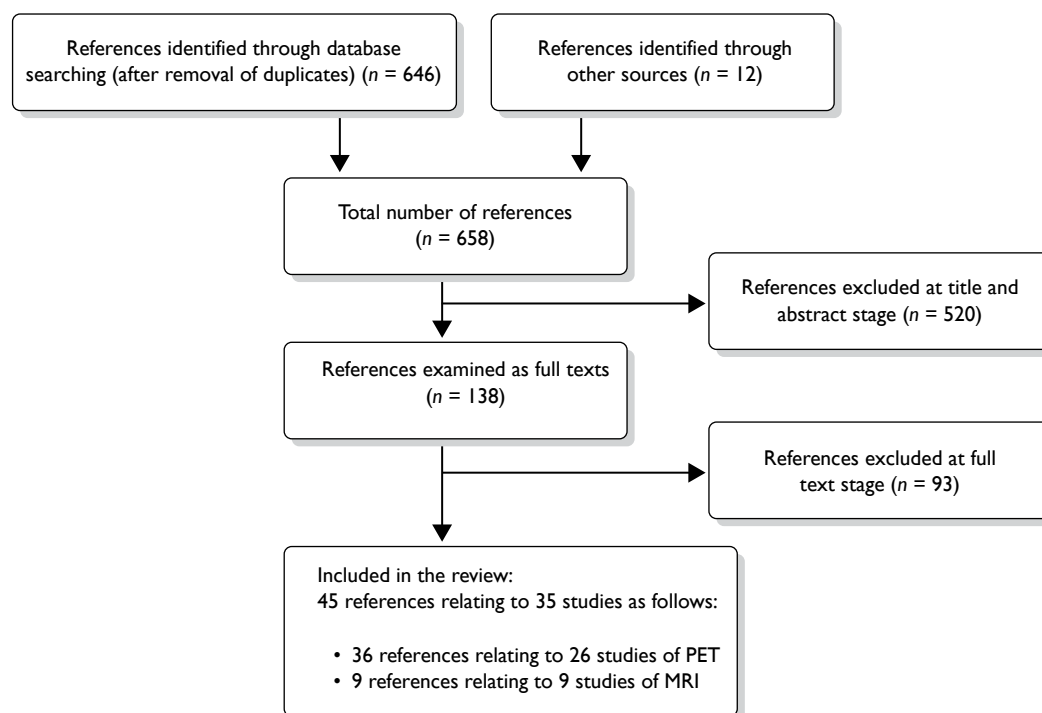 References identified through database
searching (after removal of duplicates) (n = 646)
References identified through
other sources (n = 12)
Total number of references
(n = 658)
References excluded at title and
abstract stage (n = 520)
References examined as full texts
(n = 138)
References excluded at full
text stage (n = 93)
Included in the review:
45 references relating to 35 studies as follows:
• 36 references relating to 26 studies of PET
• 9 references relating to 9 studies of MRI